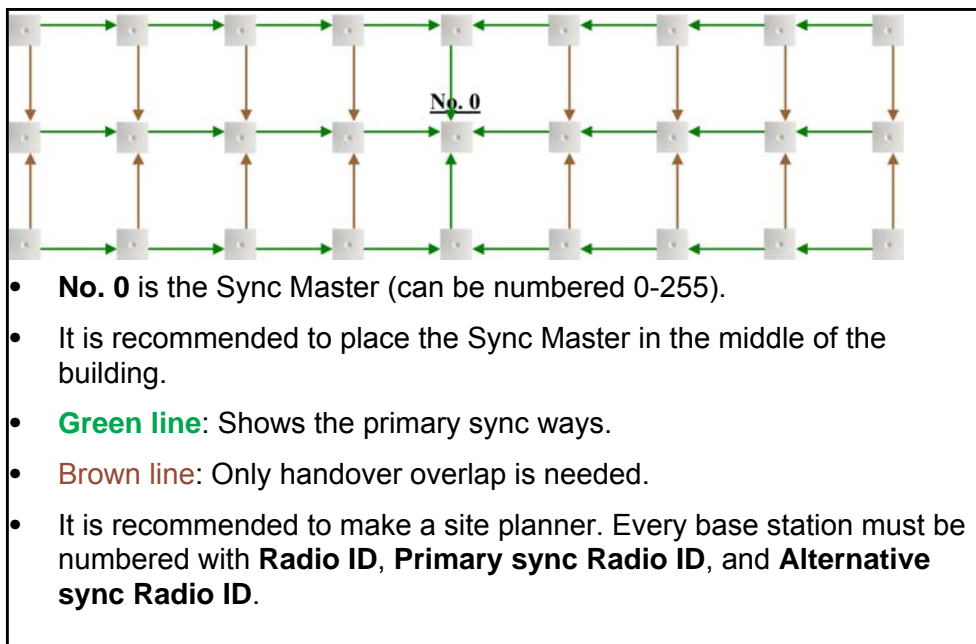 No. 0
• No. 0 is the Sync Master (can be numbered 0-255).
• It is recommended to place the Sync Master in the middle of the
building.
• Green line: Shows the primary sync ways.
• Brown line: Only handover overlap is needed.
• It is recommended to make a site planner. Every base station must be
numbered with Radio ID, Primary sync Radio ID, and Alternative
sync Radio ID.